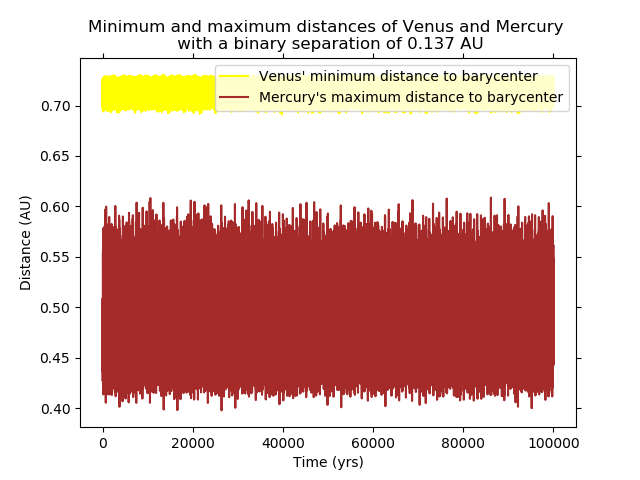 Minimum and maximum distances of Venus and Mercury
with a binary separation of 0.137 AU
Venus' minimum distance to barycenter
Mercury's maximum distance to barycenter
Distance (AU)
0.70
0.65
0.60
0.55
0.50
0.45
0.40
0 20000 40000 60000 80000 100000
Time (yrs)